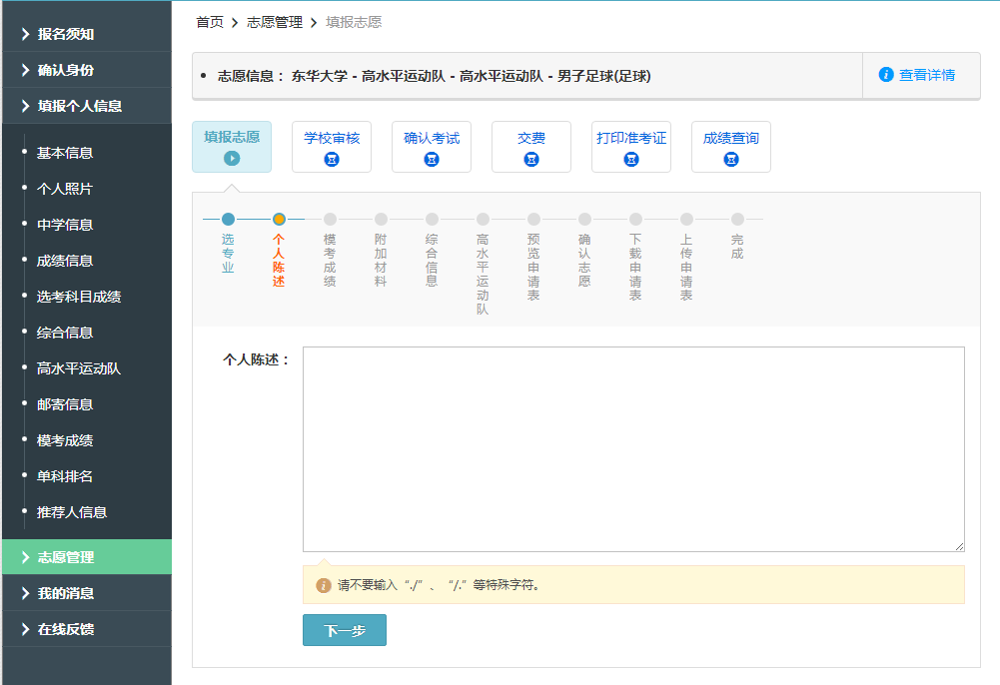 报名须知
确认身份
填报个人信息
基本信息
个人照片
中学信息
成绩信息
选考科目成绩
综合信息
高水平运动队
邮寄信息
模考成绩
单科排名
推荐人信息
志愿管理
我的消息
在线反馈
首页 > 志愿管理 > 填报志愿
志愿信息： 东华大学 - 高水平运动队 - 高水平运动队 - 男子足球(足球)
查看详情
填报志愿
学校审核
确认考试
交费
打印准考证
成绩查询
选专业
个人陈述
模考成绩
附加材料
综合信息
高水平运动队
预览申请表
确认志愿
下载申请表
上传申请表
完成
个人陈述：
请不要输入“./”、“/.”等特殊字符。
下一步